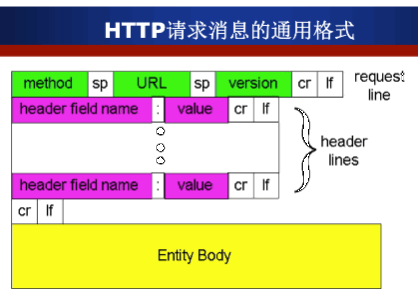 HTTP请求消息的通用格式
method sp URL sp version cr lf request line
header field name : value cr lf
header lines
header field name : value cr lf
cr lf
Entity Body